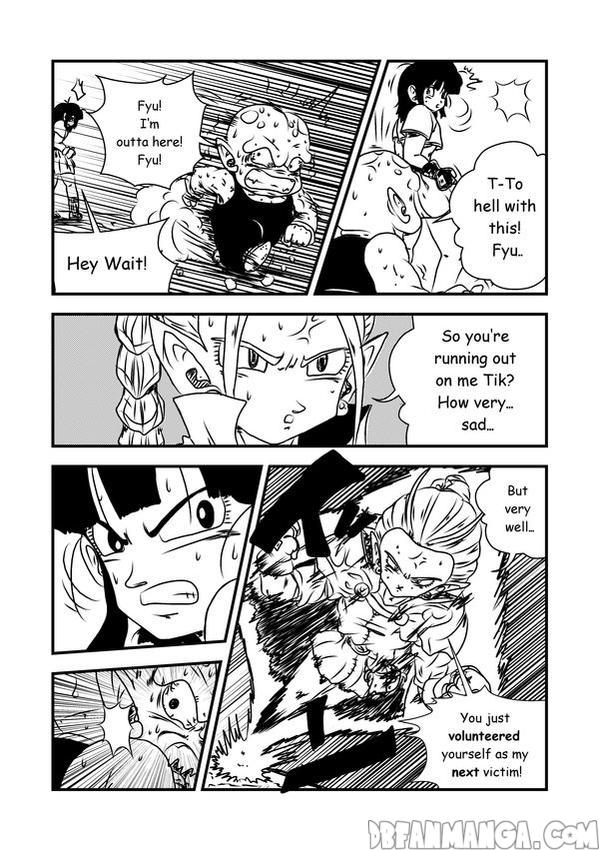 Fyu!
I'm
outta here!
Fyu!
Hey Wait!
T-To
hell with
this!
Fyu..
So you're
running out
on me Tik?
How very...
sad...
But
very
well...
You just
volunteered
yourself as my
next victim!
DBFANMANGA.COM